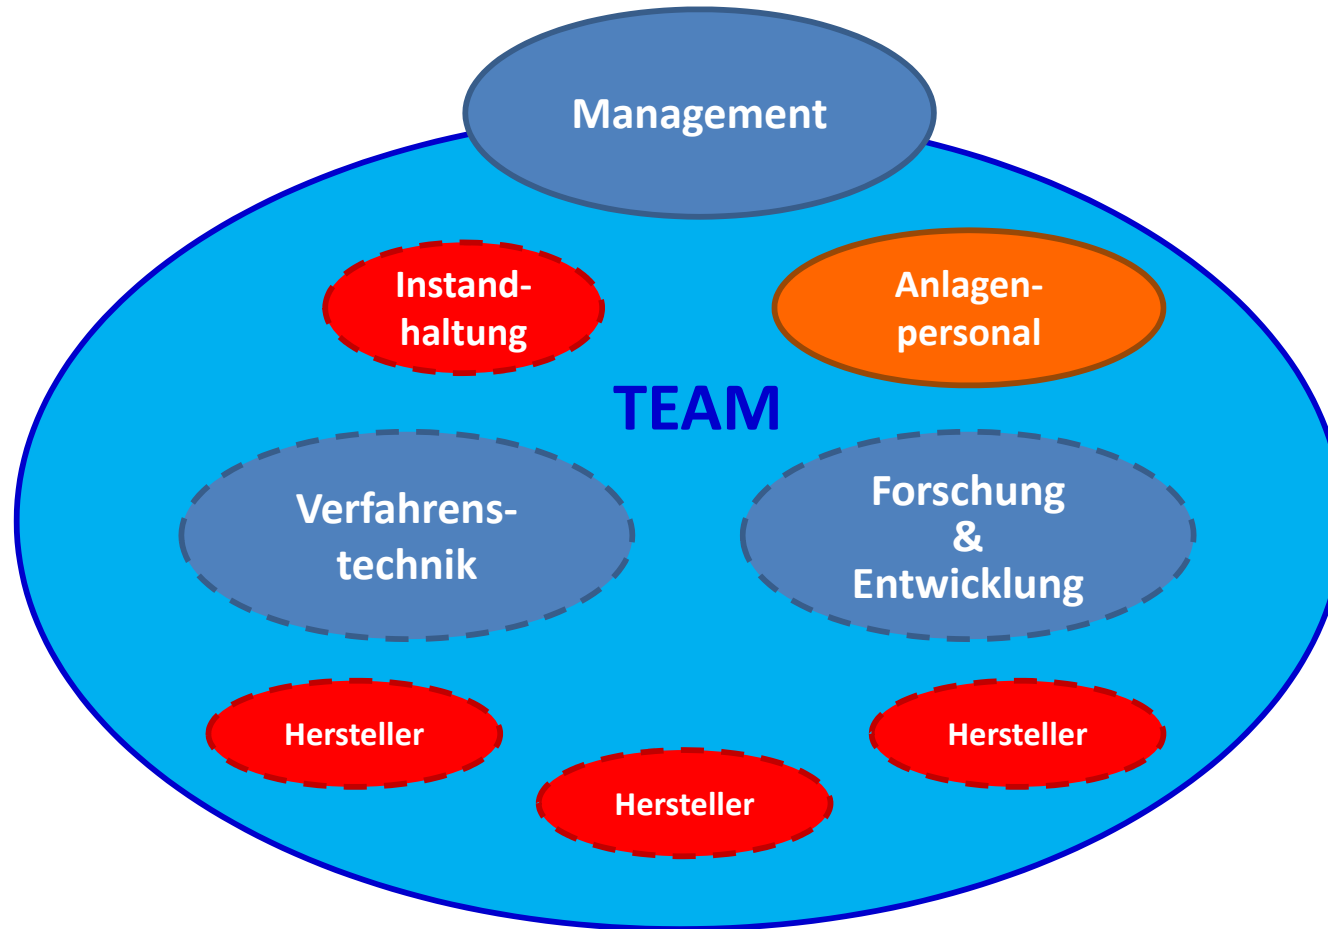 Management
Instand-
haltung
Anlagen-
personal
TEAM
Verfahrens-
technik
Forschung
&
Entwicklung
Hersteller
Hersteller
Hersteller